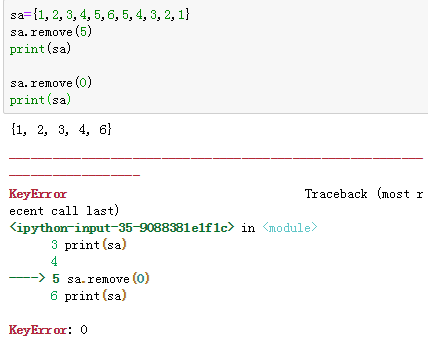 sa={1,2,3,4,5,6,5,4,3,2,1}
sa.remove(5)
print(sa)
sa.remove(0)
print(sa)
{1, 2, 3, 4, 6}
KeyError Traceback (most r
ecent call last)
<ipython-input-35-9088381e1f1c> in <module>
3 print(sa)
4
----> 5 sa.remove(0)
6 print(sa)
KeyError: 0